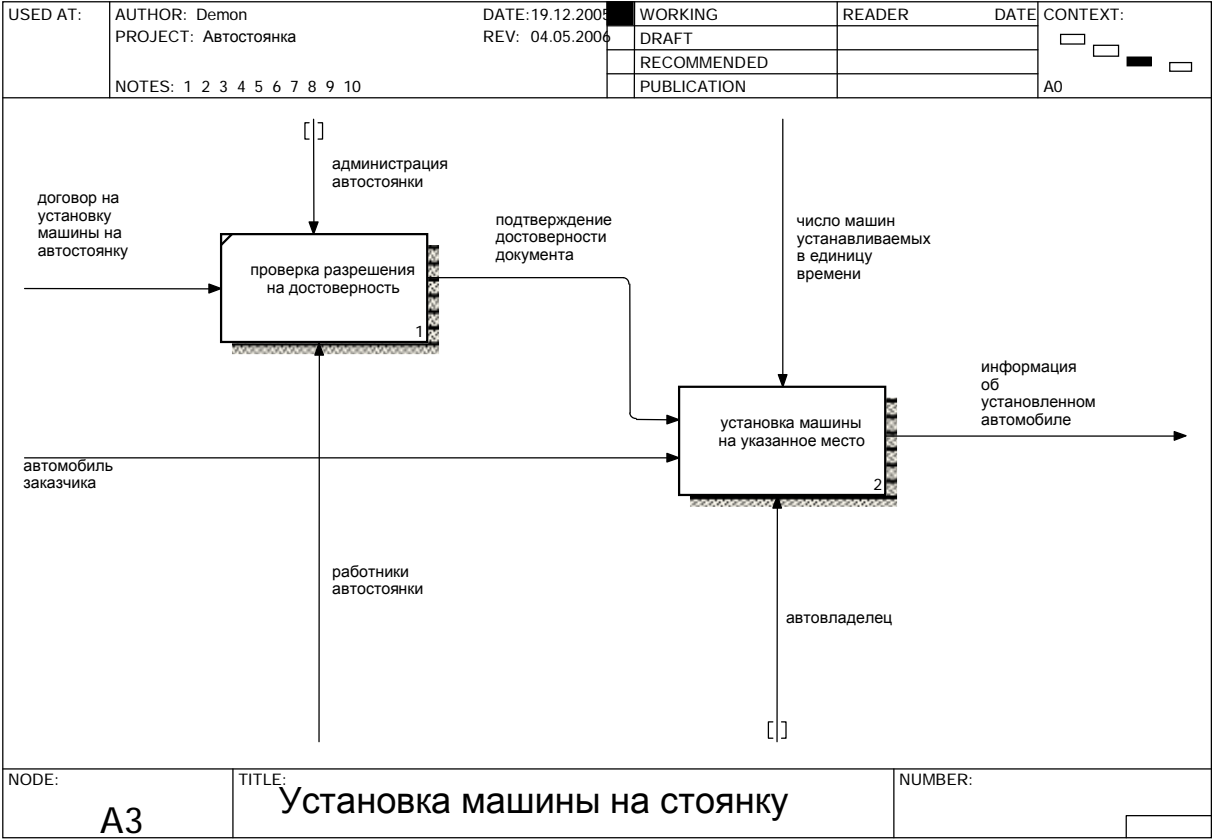 USED AT:
AUTHOR: Demon
DATE:19.12.2005
WORKING
READER
DATE
CONTEXT:
PROJECT: Автостоянка
REV: 04.05.2006
DRAFT
RECOMMENDED
NOTES: 1 2 3 4 5 6 7 8 9 10
PUBLICATION
A0
администрация
автостоянки
договор на
установку
машины на
автостоянку
проверка разрешения
на достоверность
1
подтверждение
достоверности
документа
число машин
устанавливаемых
в единицу
времени
установка машины
на указанное место
2
информация
об
установленном
автомобиле
автомобиль
заказчика
работники
автостоянки
автовладелец
NODE:
A3
TITLE:
Установка машины на стоянку
NUMBER: